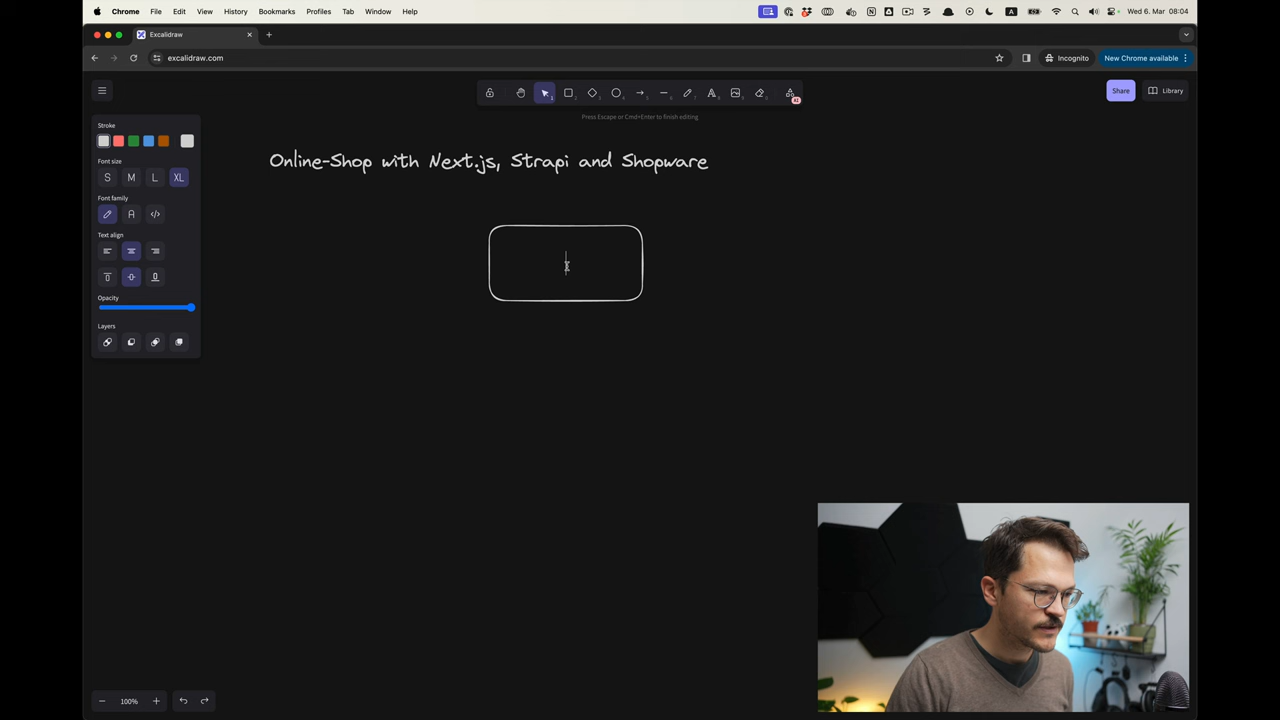 Chrome File Edit View History Bookmarks Profiles Tab Window Help Wed 6. Mar 08:04
Excalidraw
excalidraw.com Incognito New Chrome available
Share Library
Press Escape or Cmd+Enter to finish editing
Stroke
Font size
S M L XL
Font family
A </>
Text align
Opacity
Layers
Online-Shop with Next.js, Strapi and Shopware
100%